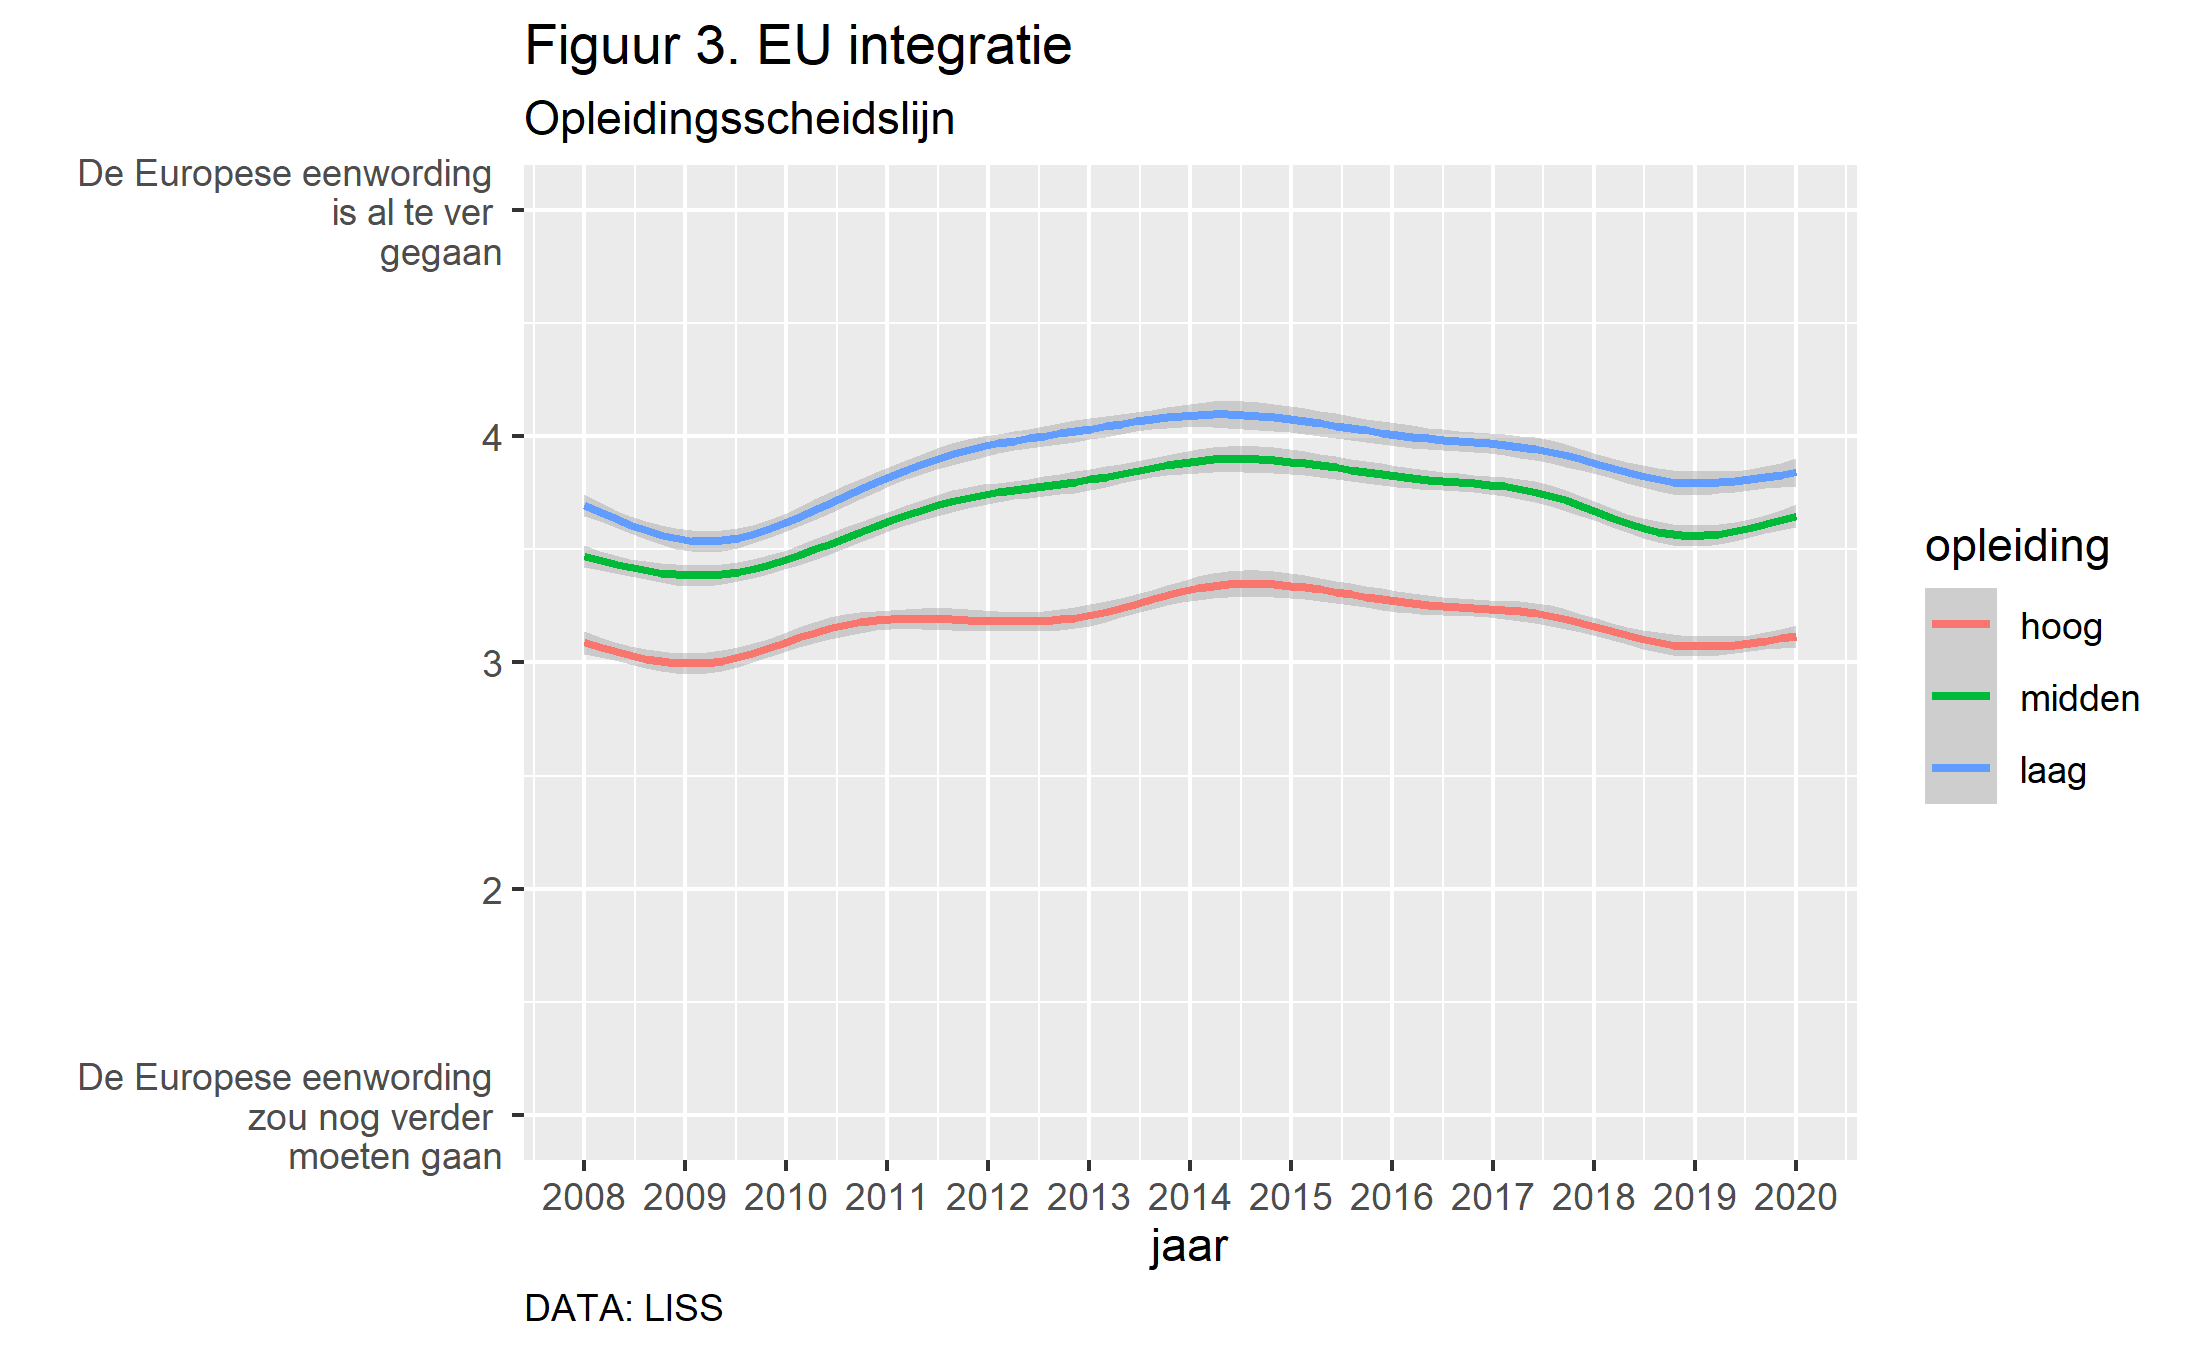 Figuur 3. EU integratie
Opleidingsscheidslijn
De Europese eenwording
is al te ver
gegaan
4
3
2
De Europese eenwording
zou nog verder
moeten gaan
2008 2009 2010 2011 2012 2013 2014 2015 2016 2017 2018 2019 2020
jaar
opleiding
hoog
midden
laag
DATA: LISS